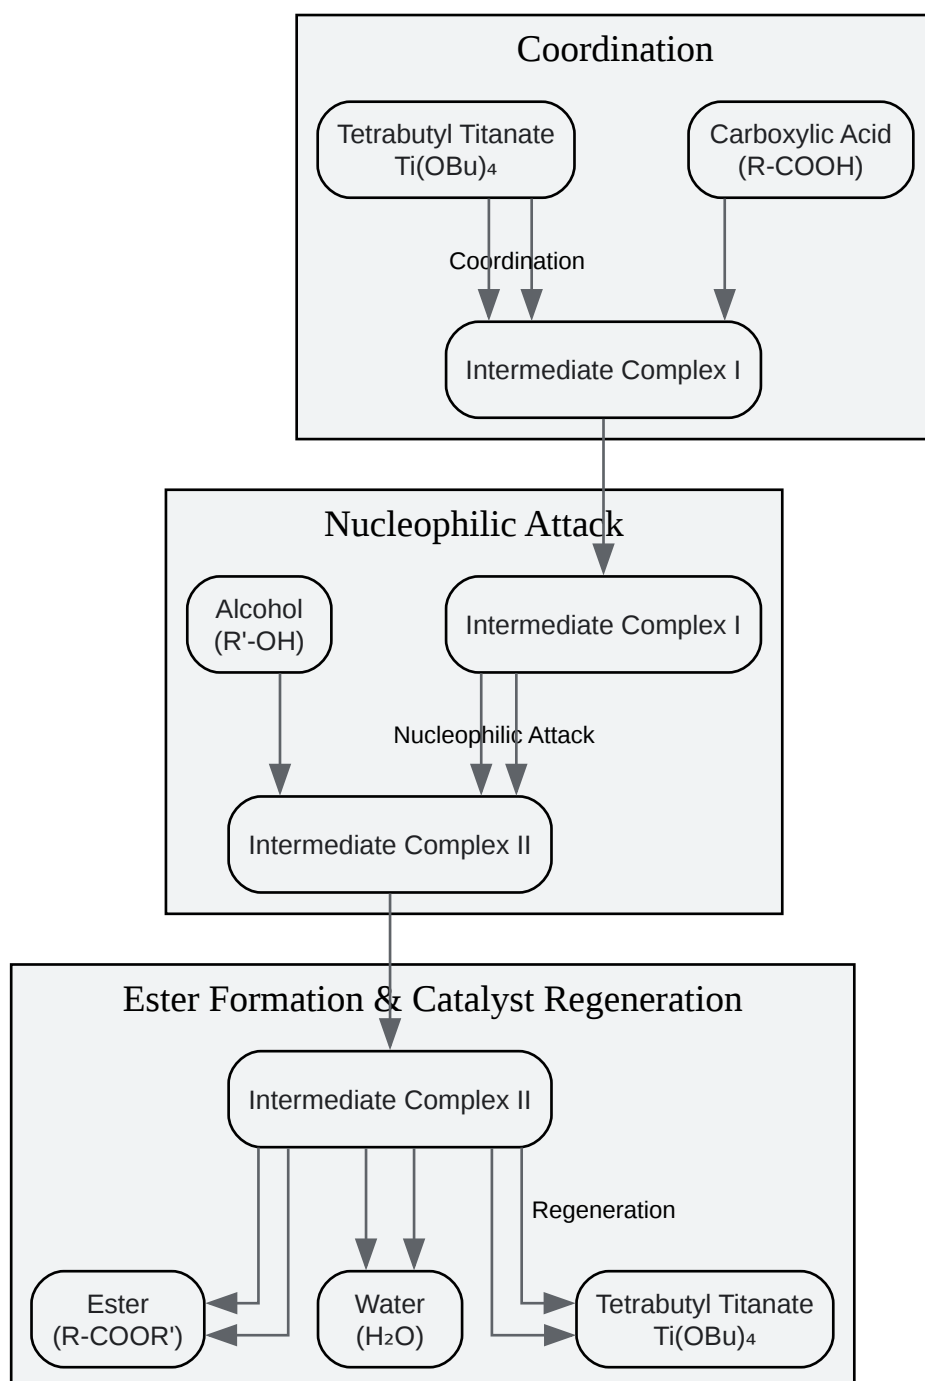 Coordination
Tetrabutyl Titanate
Ti(OBu)₄
Carboxylic Acid
(R-COOH)
Coordination
Intermediate Complex I
Nucleophilic Attack
Alcohol
(R'-OH)
Intermediate Complex I
Nucleophilic Attack
Intermediate Complex II
Ester Formation & Catalyst Regeneration
Intermediate Complex II
Regeneration
Ester
(R-COOR')
Water
(H₂O)
Tetrabutyl Titanate
Ti(OBu)₄